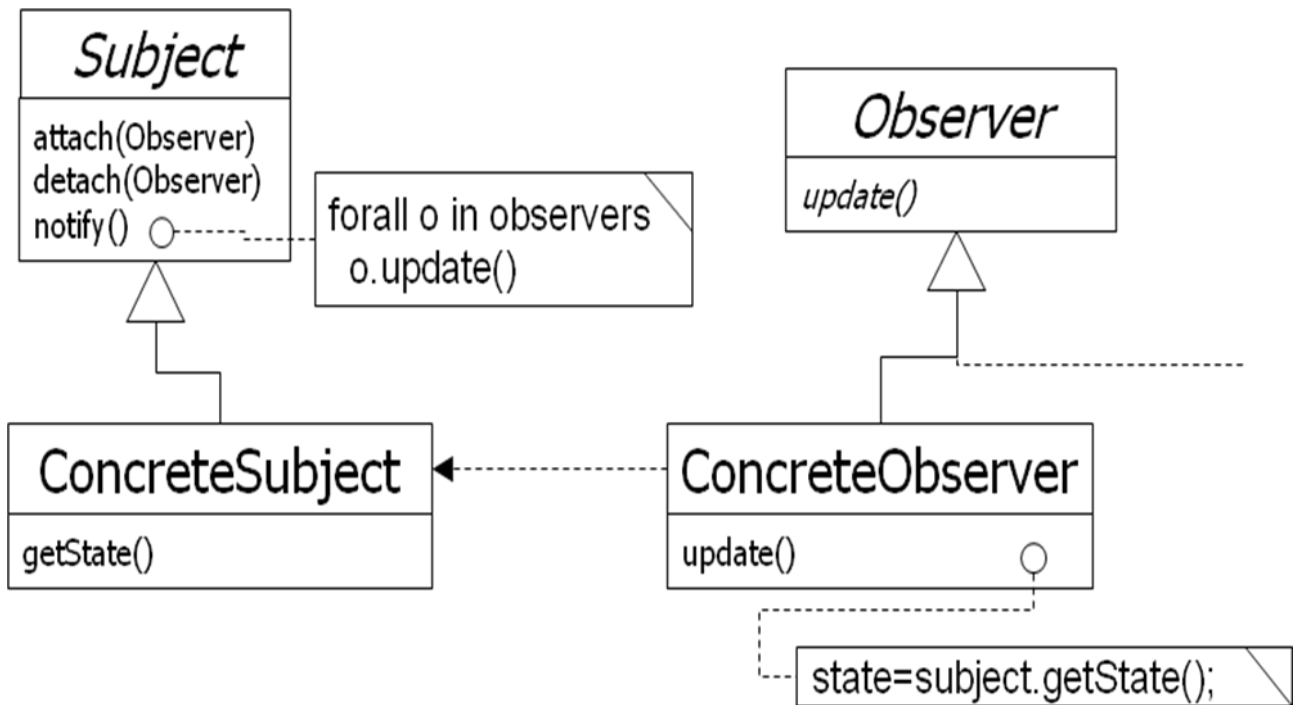 Subject
attach(Observer)
detach(Observer)
notify()
forall o in observers
o.update()
Observer
update()
ConcreteSubject
getState()
ConcreteObserver
update()
state=subject.getState();